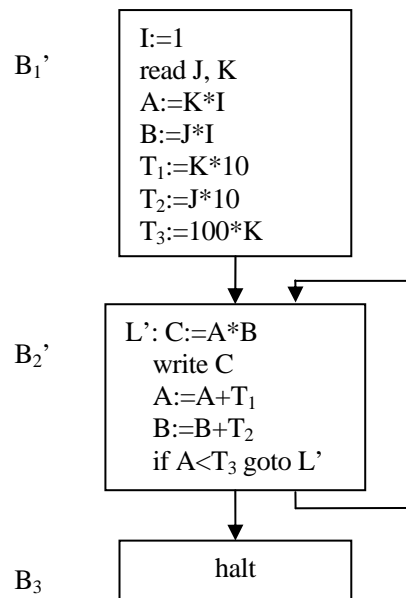 B₁’
I:=1
read J, K
A:=K*I
B:=J*I
T₁:=K*10
T₂:=J*10
T₃:=100*K
B₂’
L’: C:=A*B
write C
A:=A+T₁
B:=B+T₂
if A<T₃ goto L’
B₃
halt